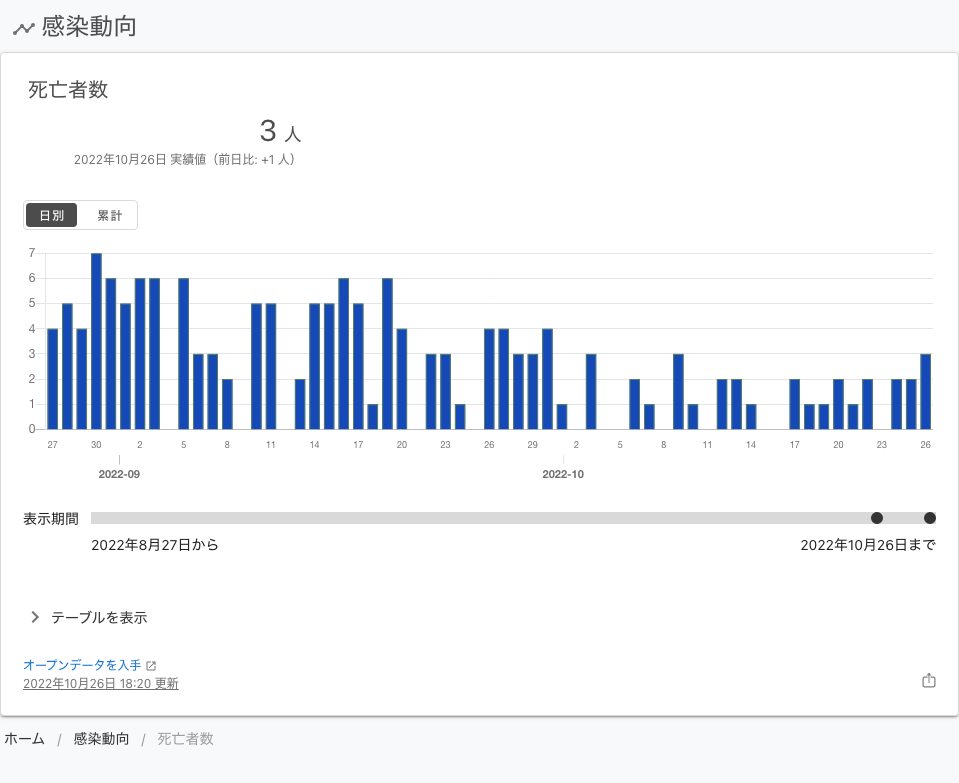 感染動向
死亡者数
3 人
2022年10月26日 実績値（前日比: +1 人）
日別 累計
7
6
5
4
3
2
1
0
27 30 2 5 8 11 14 17 20 23 26 29 2 5 8 11 14 17 20 23 26
2022-09 2022-10
表示期間
2022年8月27日から 2022年10月26日まで
テーブルを表示
オープンデータを入手
2022年10月26日 18:20 更新
ホーム / 感染動向 / 死亡者数